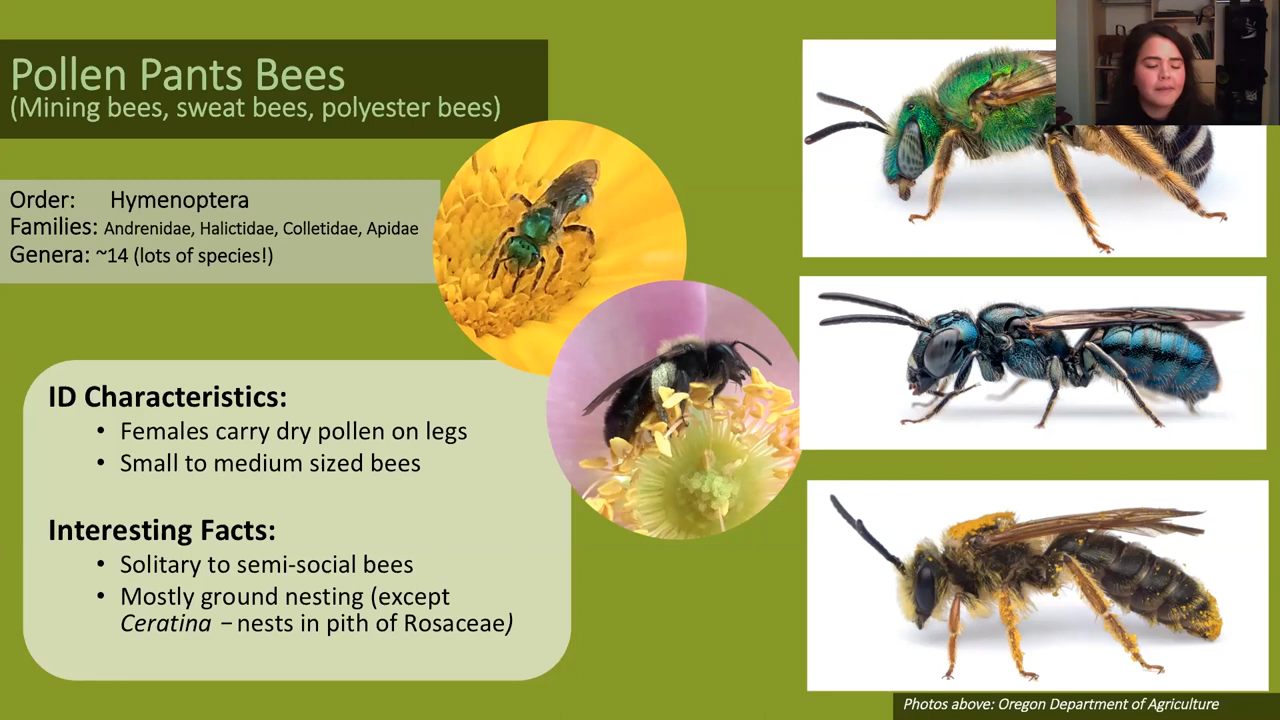 Pollen Pants Bees
(Mining bees, sweat bees, polyester bees)
Order: Hymenoptera
Families: Andrenidae, Halictidae, Colletidae, Apidae
Genera: ~14 (lots of species!)
ID Characteristics:
• Females carry dry pollen on legs
• Small to medium sized bees
Interesting Facts:
• Solitary to semi-social bees
• Mostly ground nesting (except
Ceratina – nests in pith of Rosaceae)
Photos above: Oregon Department of Agriculture